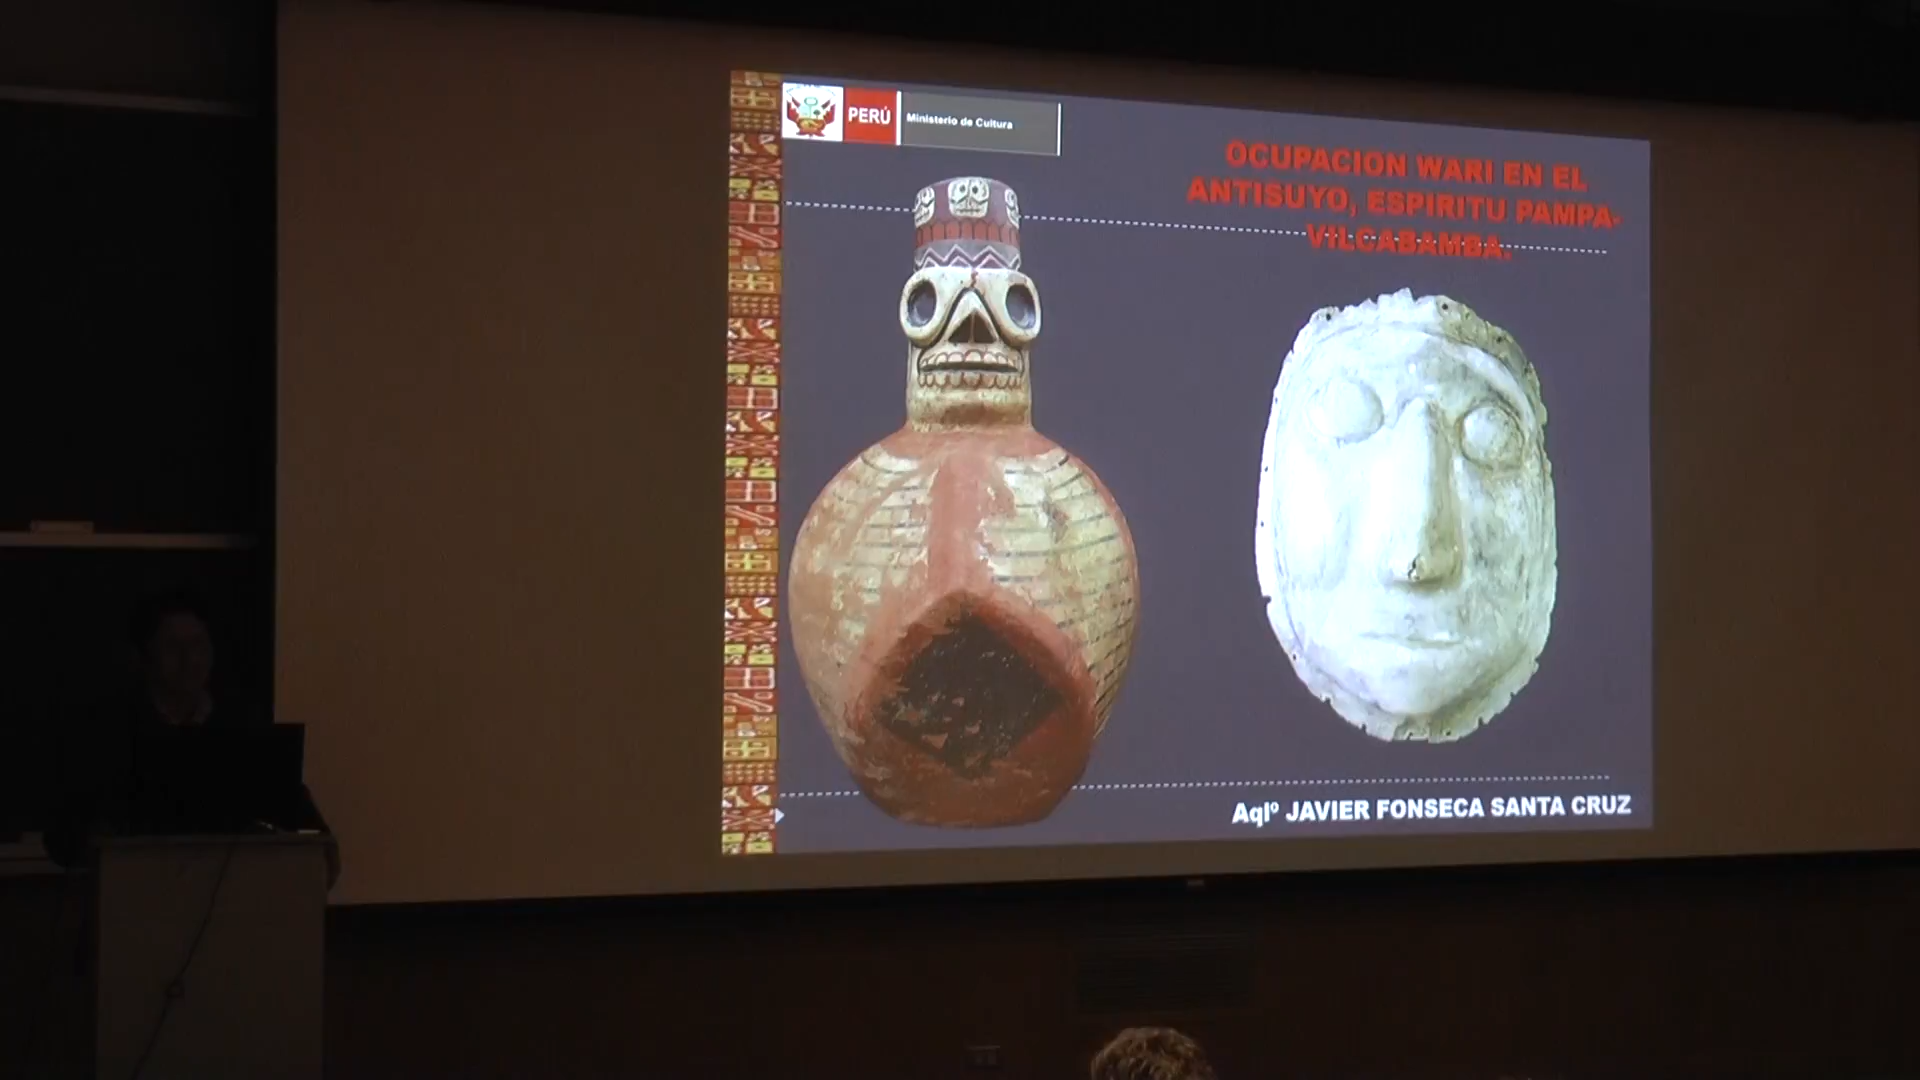 PERÚ
Ministerio de Cultura
OCUPACION WARI EN EL
ANTISUYO, ESPIRITU PAMPA-
VILCABAMBA.
Aqlº JAVIER FONSECA SANTA CRUZ